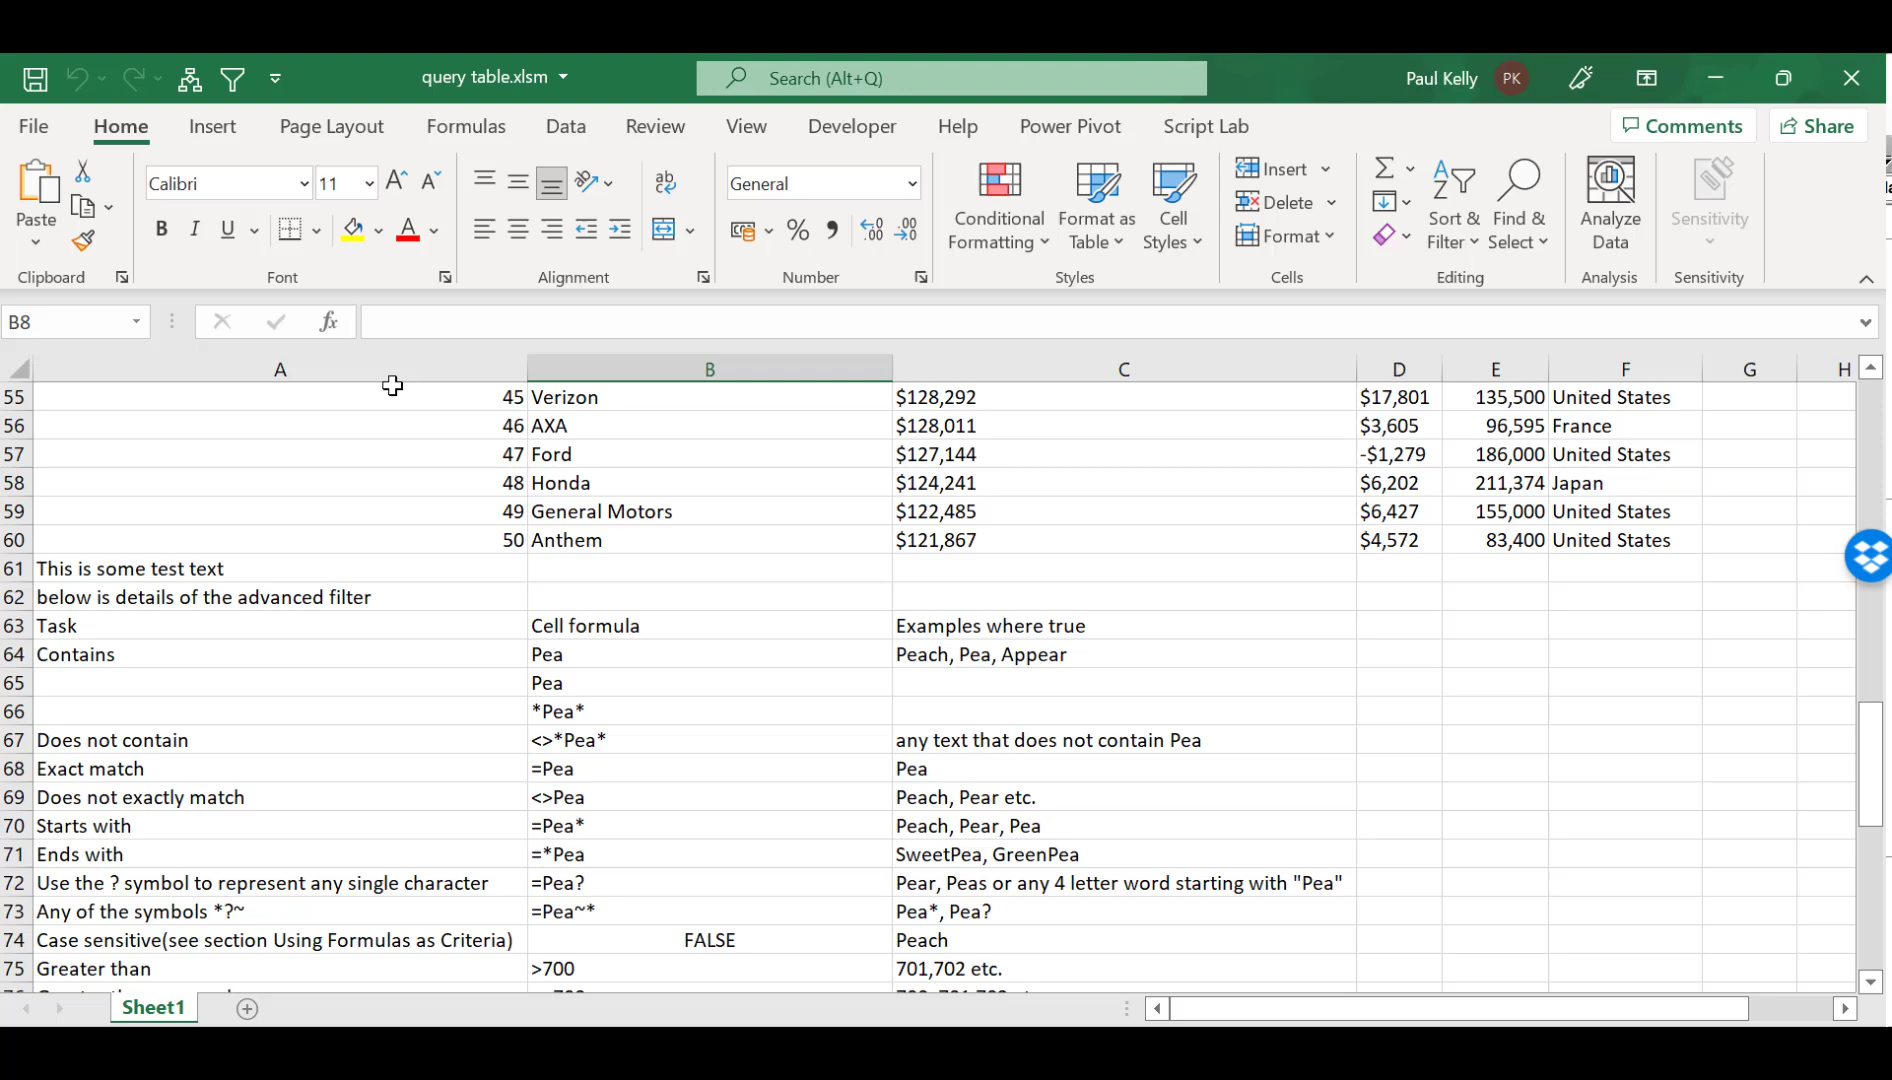 query table.xlsm
Search (Alt+Q)
Paul Kelly PK
File Home Insert Page Layout Formulas Data Review View Developer Help Power Pivot Script Lab Comments Share
Calibri 11 General
Paste
Conditional Formatting
Format as Table
Cell Styles
Insert
Delete
Format
Sort & Filter
Find & Select
Analyze Data
Sensitivity
Clipboard Font Alignment Number Styles Cells Editing Analysis Sensitivity
B8 fx
A B C D E F G H
55 45 Verizon $128,292 $17,801 135,500 United States
56 46 AXA $128,011 $3,605 96,595 France
57 47 Ford $127,144 -$1,279 186,000 United States
58 48 Honda $124,241 $6,202 211,374 Japan
59 49 General Motors $122,485 $6,427 155,000 United States
60 50 Anthem $121,867 $4,572 83,400 United States
61 This is some test text
62 below is details of the advanced filter
63 Task Cell formula Examples where true
64 Contains Pea Peach, Pea, Appear
65 Pea
66 *Pea*
67 Does not contain <>*Pea* any text that does not contain Pea
68 Exact match =Pea Pea
69 Does not exactly match <>Pea Peach, Pear etc.
70 Starts with =Pea* Peach, Pear, Pea
71 Ends with =*Pea SweetPea, GreenPea
72 Use the ? symbol to represent any single character =Pea? Pear, Peas or any 4 letter word starting with "Pea"
73 Any of the symbols *?~ =Pea~* Pea*, Pea?
74 Case sensitive(see section Using Formulas as Criteria) FALSE Peach
75 Greater than >700 701,702 etc.
Sheet1